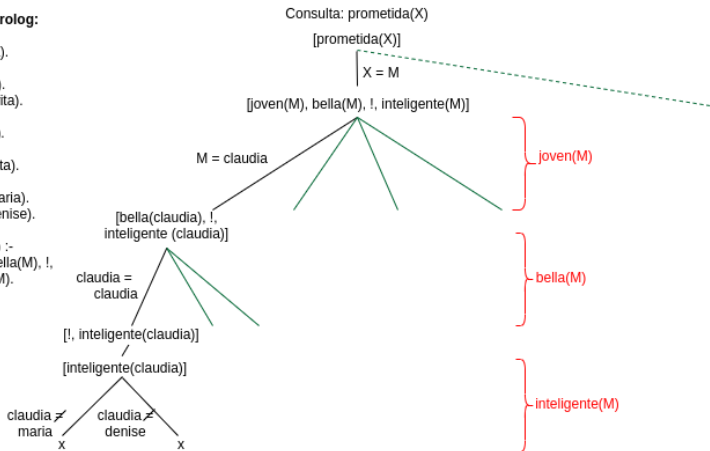 rolog:
).
).
ita).
.
ta).
aria).
enise).
:-
ella(M), !,
M).
Consulta: prometida(X)
[prometida(X)]
X = M
[joven(M), bella(M), !, inteligente(M)]
M = claudia
joven(M)
[bella(claudia), !,
inteligente (claudia)]
claudia =
claudia
bella(M)
[!, inteligente(claudia)]
[inteligente(claudia)]
claudia ≠
maria
claudia ≠
denise
inteligente(M)
x
x